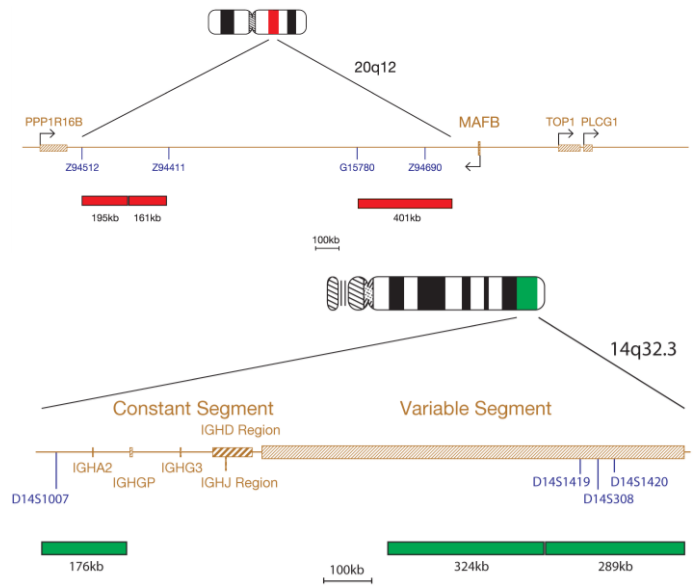 20q12
PPP1R16B
MAFB
TOP1 PLCG1
Z94512
Z94411
G15780
Z94690
195kb
161kb
401kb
100kb
14q32.3
Constant Segment
Variable Segment
IGHD Region
IGHA2
IGHG3
IGHGP
IGHJ Region
D14S1007
D14S1419
D14S1420
D14S308
176kb
324kb
289kb
100kb